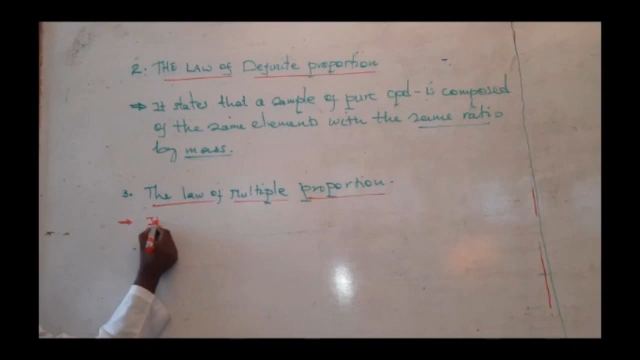 2. THE LAW of Definite proportion
→ It states that a sample of pure cpd - is composed
of the same elements with the same ratio
by mass.
3. The law of multiple proportion.
→ It